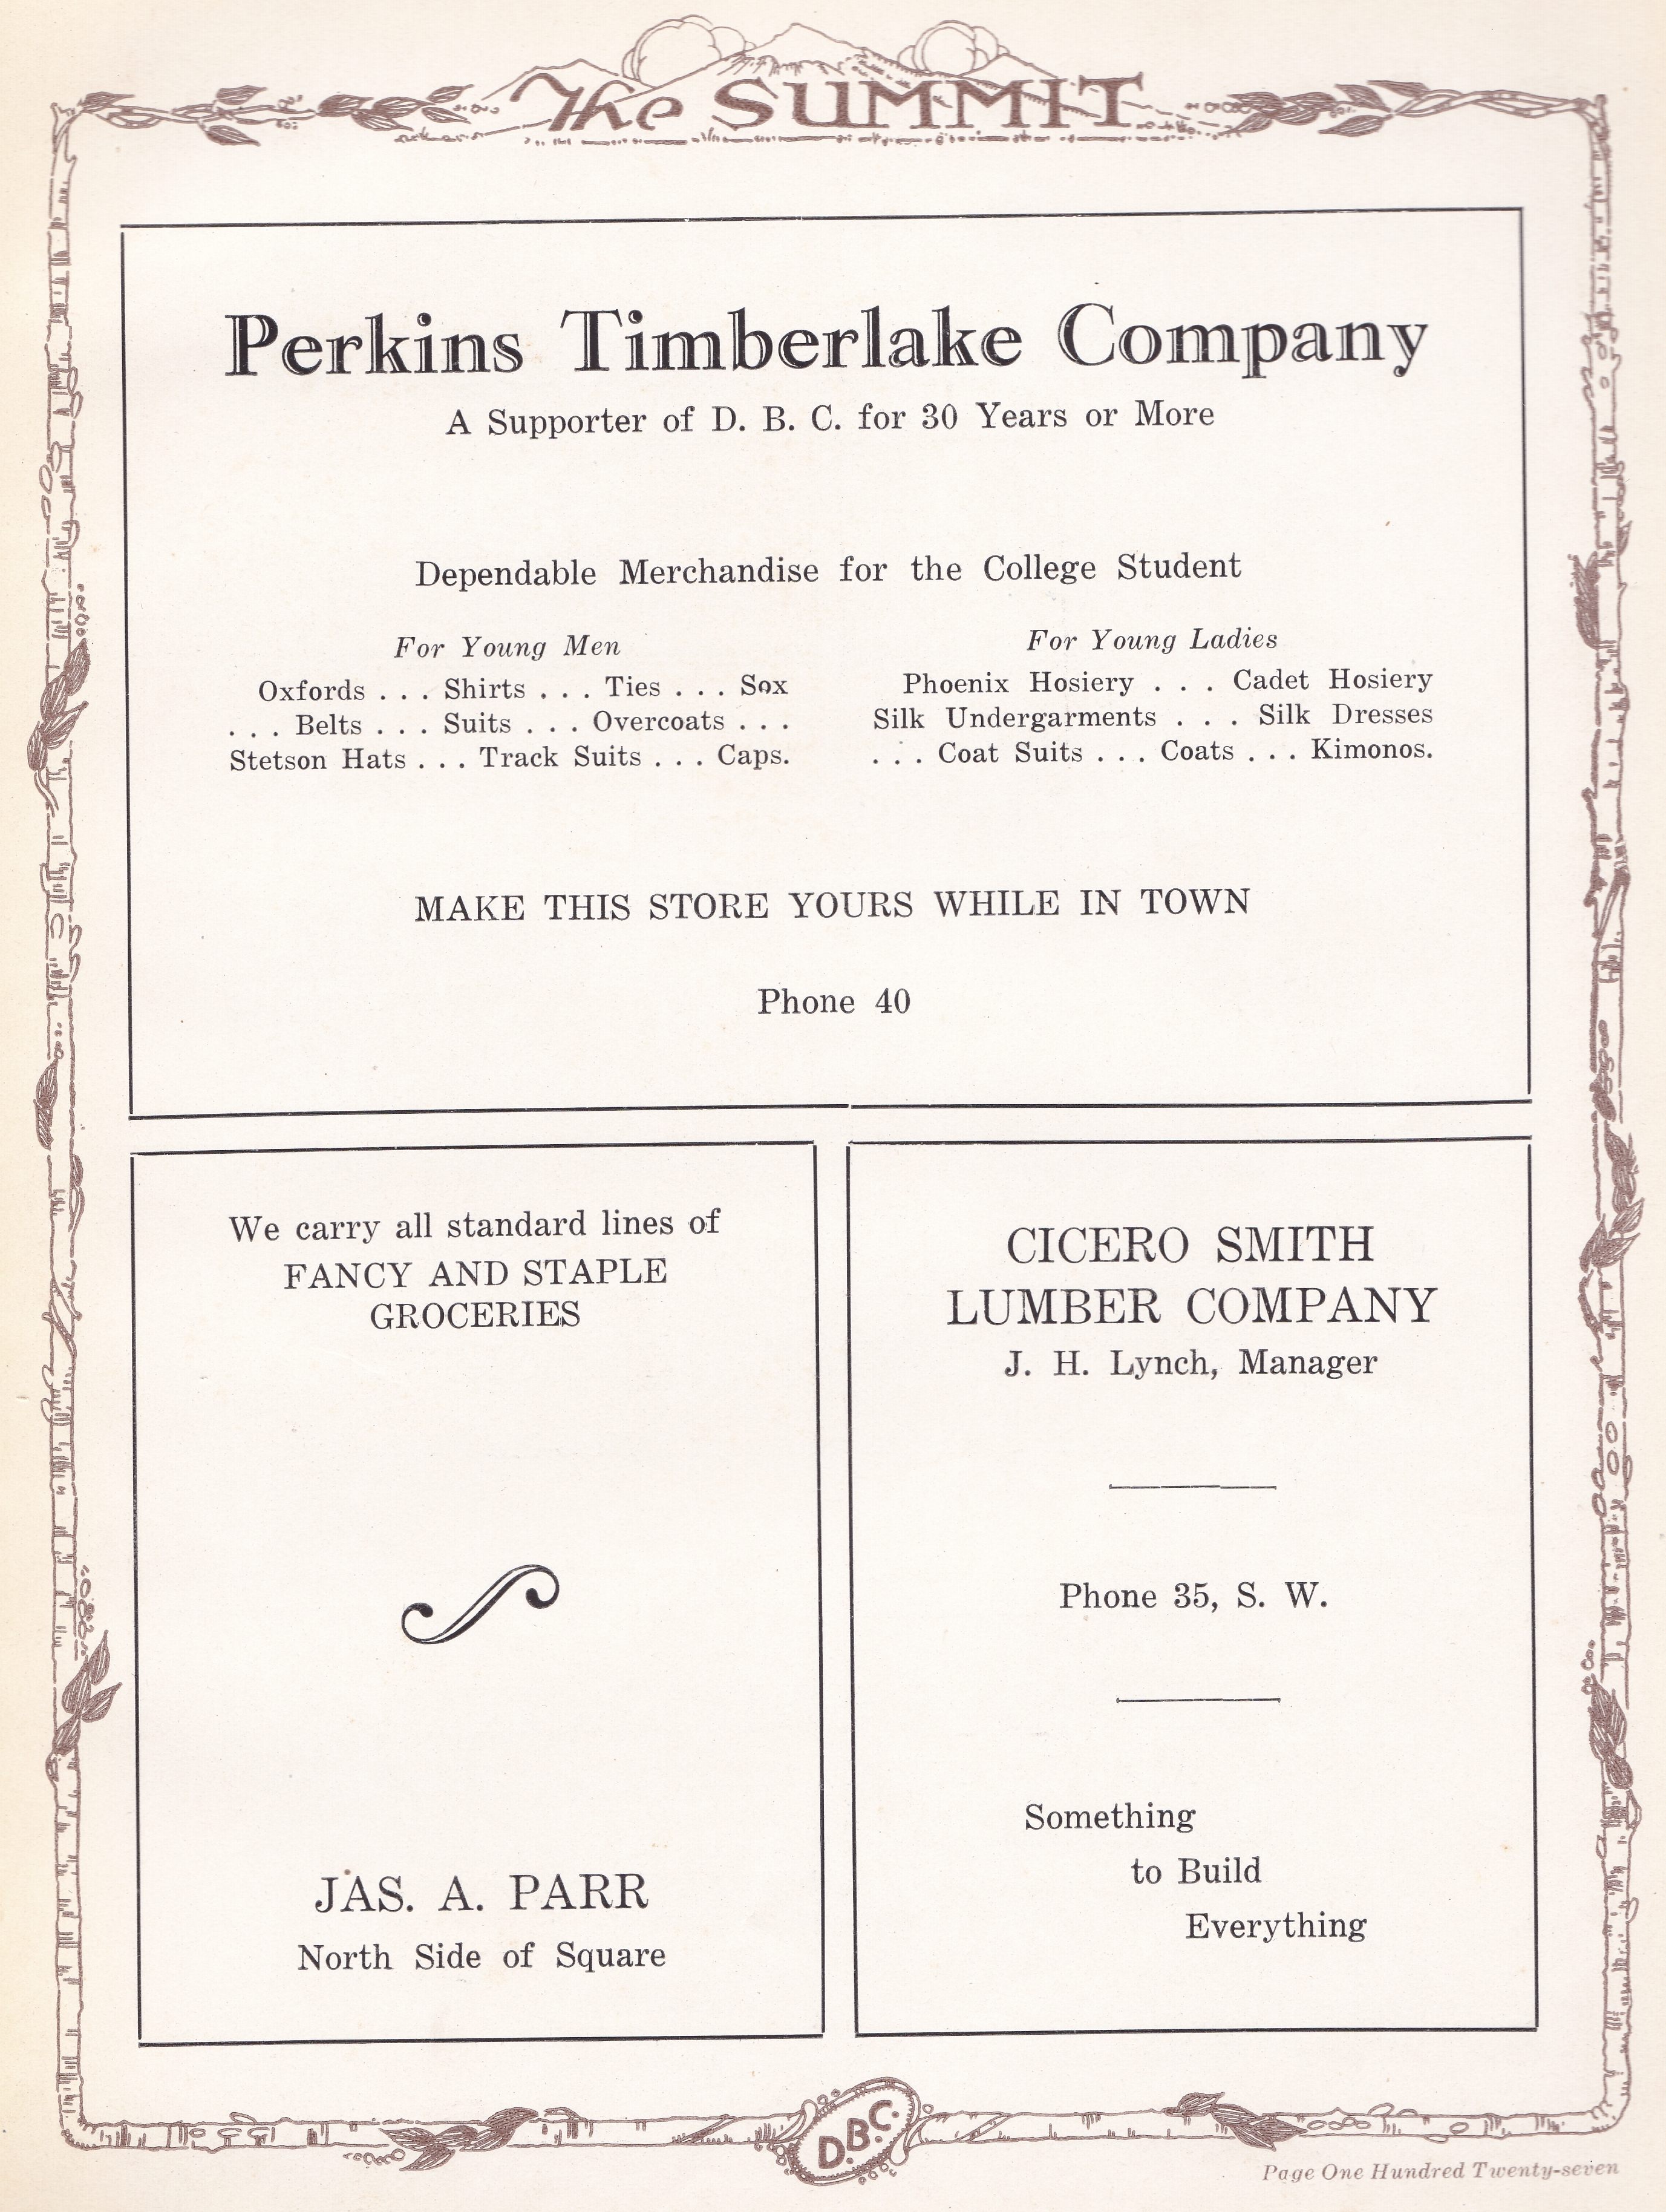 The SUMMIT
Perkins Timberlake Company
A Supporter of D. B. C. for 30 Years or More
Dependable Merchandise for the College Student
For Young Men
Oxfords . . . Shirts . . . Ties . . . Sox
. . . Belts . . . Suits . . . Overcoats . . .
Stetson Hats . . . Track Suits . . . Caps.
For Young Ladies
Phoenix Hosiery . . . Cadet Hosiery
Silk Undergarments . . . Silk Dresses
. . . Coat Suits . . . Coats . . . Kimonos.
MAKE THIS STORE YOURS WHILE IN TOWN
Phone 40
We carry all standard lines of
FANCY AND STAPLE
GROCERIES
JAS. A. PARR
North Side of Square
CICERO SMITH
LUMBER COMPANY
J. H. Lynch, Manager
Phone 35, S. W.
Something
to Build
Everything
D.B.C.
Page One Hundred Twenty-seven